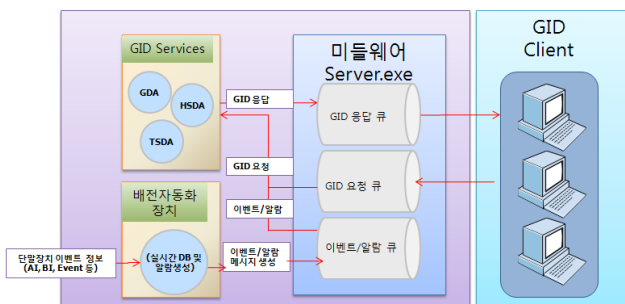 GID Services
GDA
HSDA
TSDA
GID 응답
GID 요청
이벤트/알람
배전자동화
장치
(실시간 DB 및
알람생성)
단말장치 이벤트 정보
(AI, BI, Event 등)
이벤트/알람
메시지 생성
미들웨어
Server.exe
GID 응답 큐
GID 요청 큐
이벤트/알람 큐
GID
Client